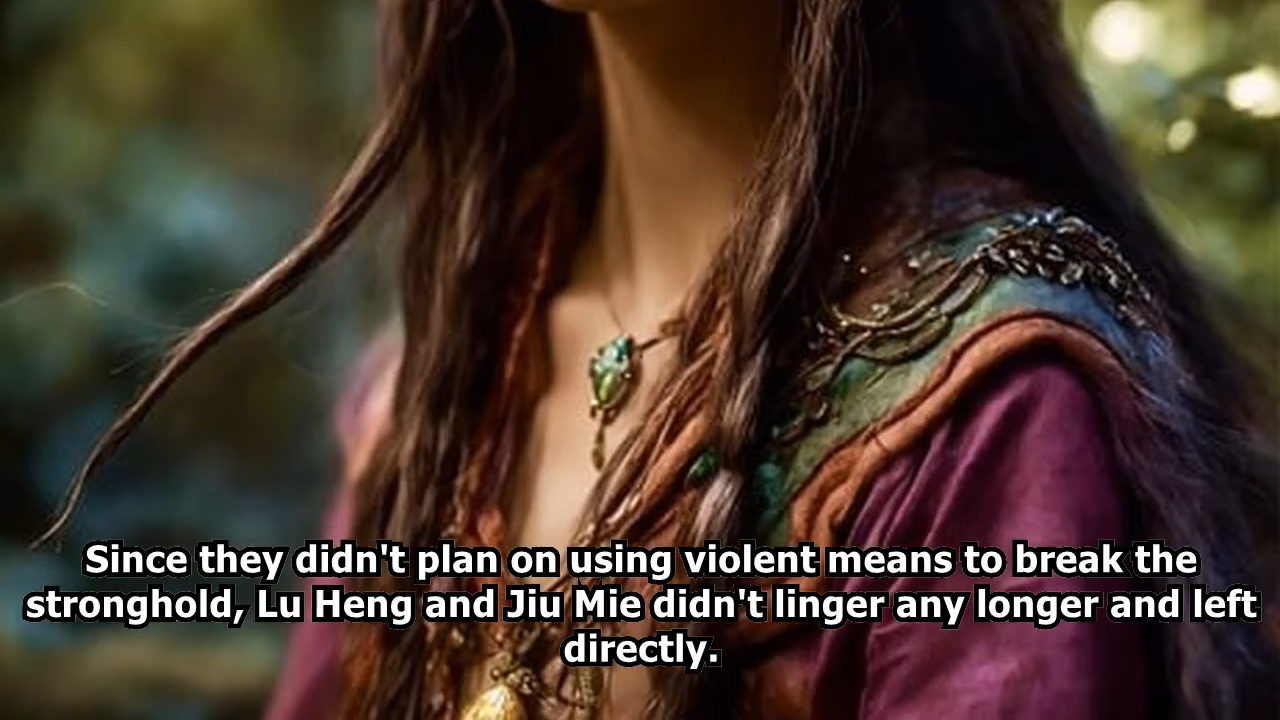 Since they didn't plan on using violent means to break the
stronghold, Lu Heng and Jiu Mie didn't linger any longer and left
directly.